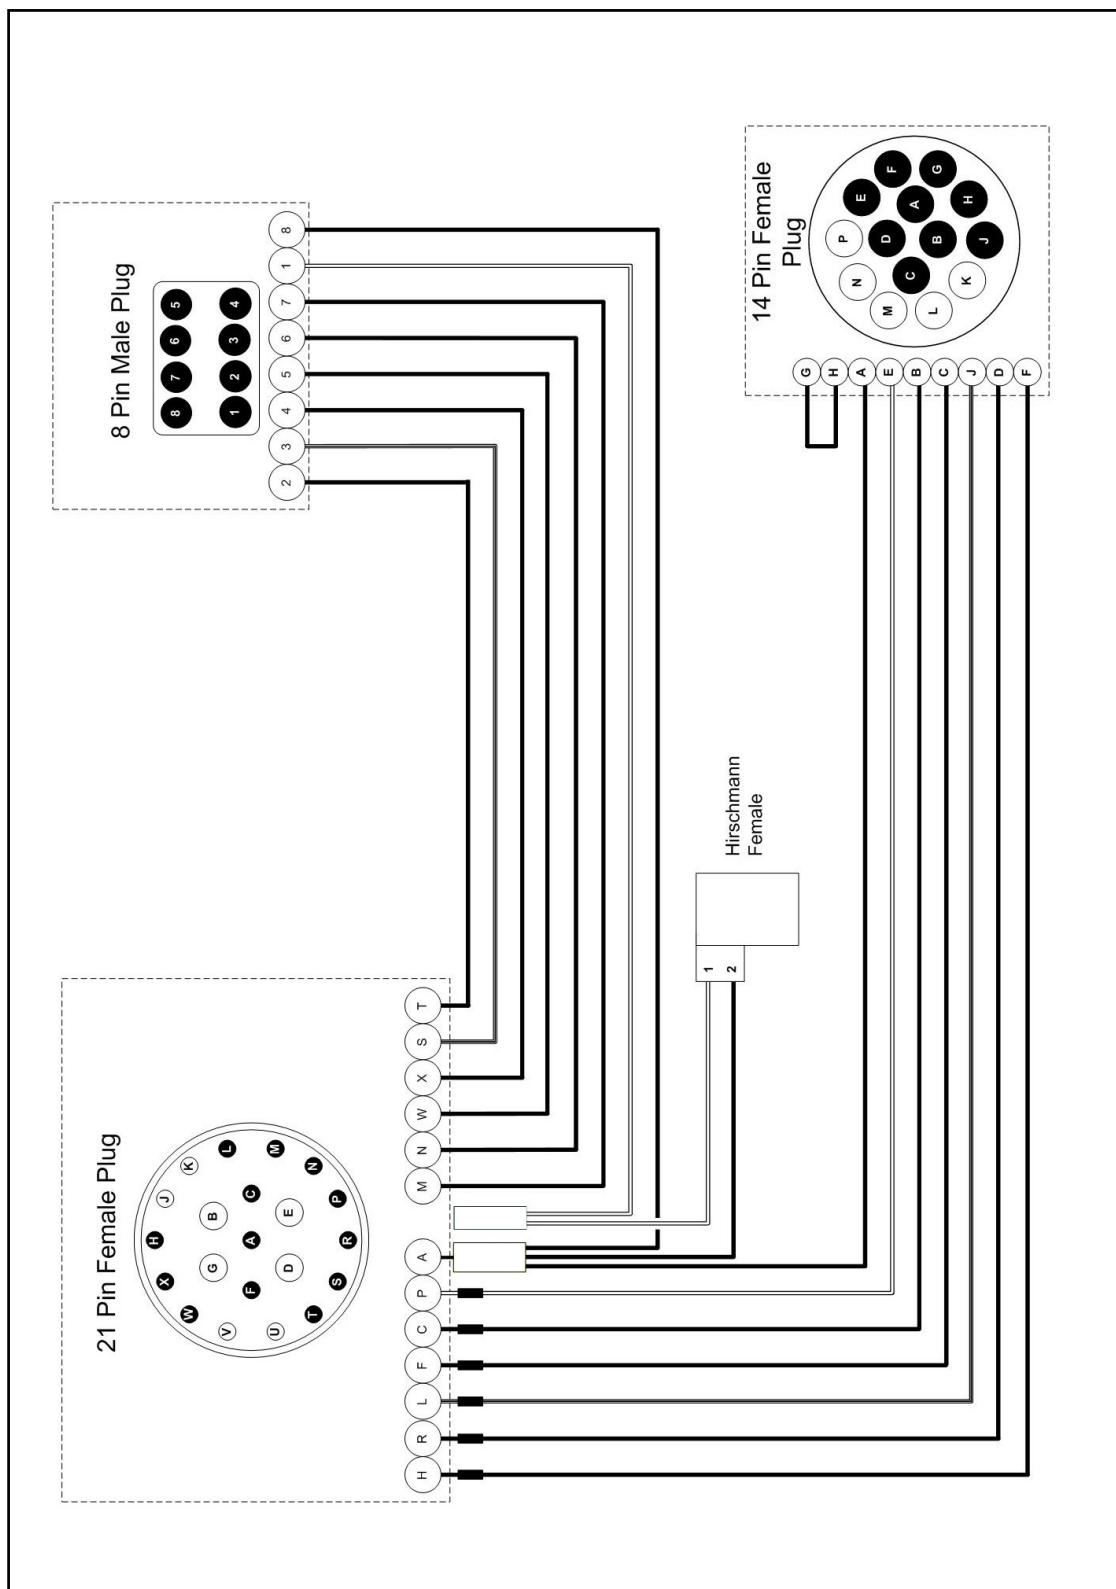 21 Pin Female Plug
H
X J
W K
G B
V L
F A C
U M
D E
T N
S P
R
H R L F C P A M N W X S T
8 Pin Male Plug
8 7 6 5
1 2 3 4
2 3 4 5 6 7 1 8
1
2
Hirschmann
Female
14 Pin Female
Plug
G
H
A
E
B
C
J
D
F
P
N E
M D F
C A
L B G
K H
J